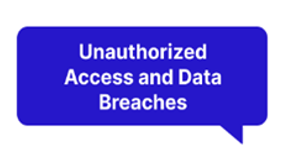 Unauthorized
Access and Data
Breaches